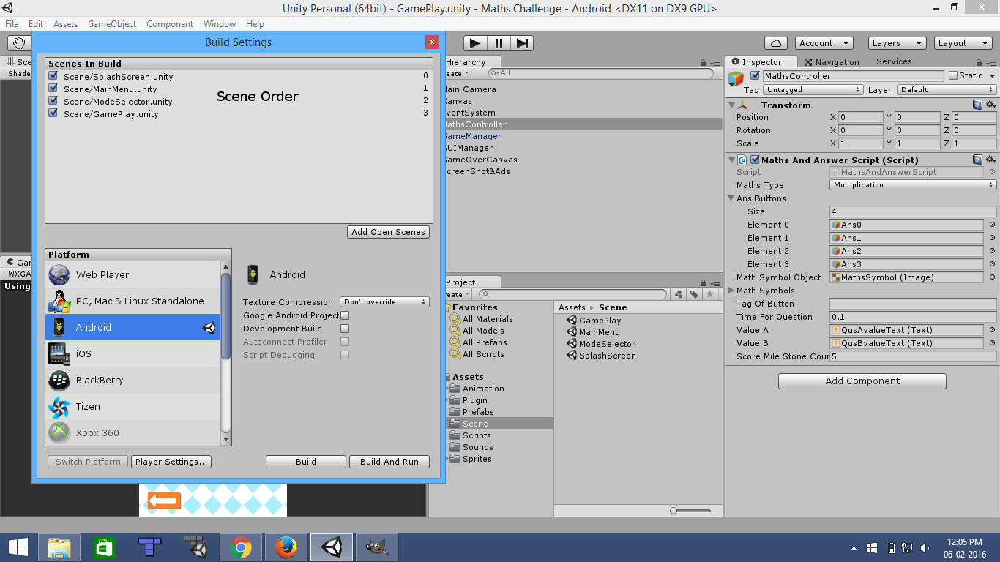 Unity Personal (64bit) - GamePlay.unity - Maths Challenge - Android <DX11 on DX9 GPU>
File Edit Assets GameObject Component Window Help
Account Layers Layout
Build Settings
Scenes In Build
Scene/SplashScreen.unity 0
Scene/MainMenu.unity 1
Scene/ModeSelector.unity 2
Scene/GamePlay.unity 3
Scene Order
Add Open Scenes
Platform
Web Player
PC, Mac & Linux Standalone
Android
iOS
BlackBerry
Tizen
Xbox 360
Android
Texture Compression Don't override
Google Android Project
Development Build
Autoconnect Profiler
Script Debugging
Switch Platform Player Settings... Build Build And Run
Sce
Shade
Gam
WXGA
Using
Hierarchy
eate All
ain Camera
anvas
ventSystem
athsController
GameManager
GUIManager
GameOverCanvas
creenShot&Ads
Project
eate
Favorites
All Materials
All Models
All Prefabs
All Scripts
Assets
Animation
Plugin
Prefabs
Scene
Scripts
Sounds
Sprites
Assets Scene
GamePlay
MainMenu
ModeSelector
SplashScreen
Inspector Navigation Services
MathsController Static
Tag Untagged Layer Default
Transform
Position X 0 Y 0 Z 0
Rotation X 0 Y 0 Z 0
Scale X 1 Y 1 Z 1
Maths And Answer Script (Script)
Script MathsAndAnswerScript
Maths Type Multiplication
Ans Buttons
Size 4
Element 0 Ans0
Element 1 Ans1
Element 2 Ans2
Element 3 Ans3
Math Symbol Object MathsSymbol (Image)
Math Symbols
Tag Of Button
Time For Question 0.1
Value A QusAvalueText (Text)
Value B QusBvalueText (Text)
Score Mile Stone Cour 5
Add Component
12:05 PM
06-02-2016